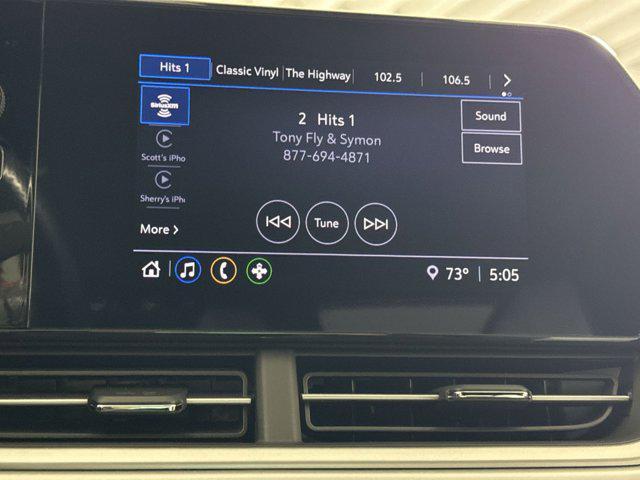 Hits 1 Classic Vinyl The Highway 102.5 106.5
SiriusXM
2 Hits 1
Tony Fly & Symon
877-694-4871
Sound
Browse
Scott's iPho
Sherry's iPh
More
Tune
73° 5:05